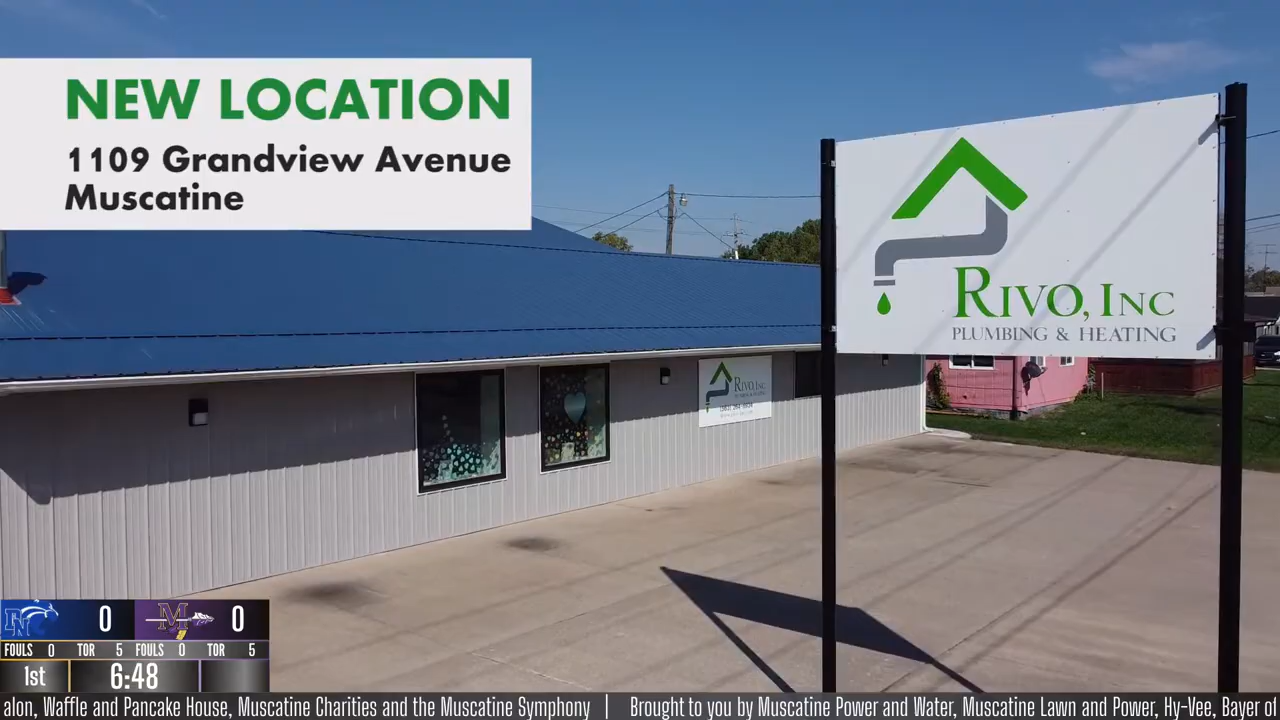 NEW LOCATION
1109 Grandview Avenue
Muscatine
RIVO, INC
PLUMBING & HEATING
RIVO, INC
M
0
0
FOULS 0 TOR 5 FOULS 0 TOR 5
1st
6:48
alon, Waffle and Pancake House, Muscatine Charities and the Muscatine Symphony | Brought to you by Muscatine Power and Water, Muscatine Lawn and Power, Hy-Vee, Bayer of